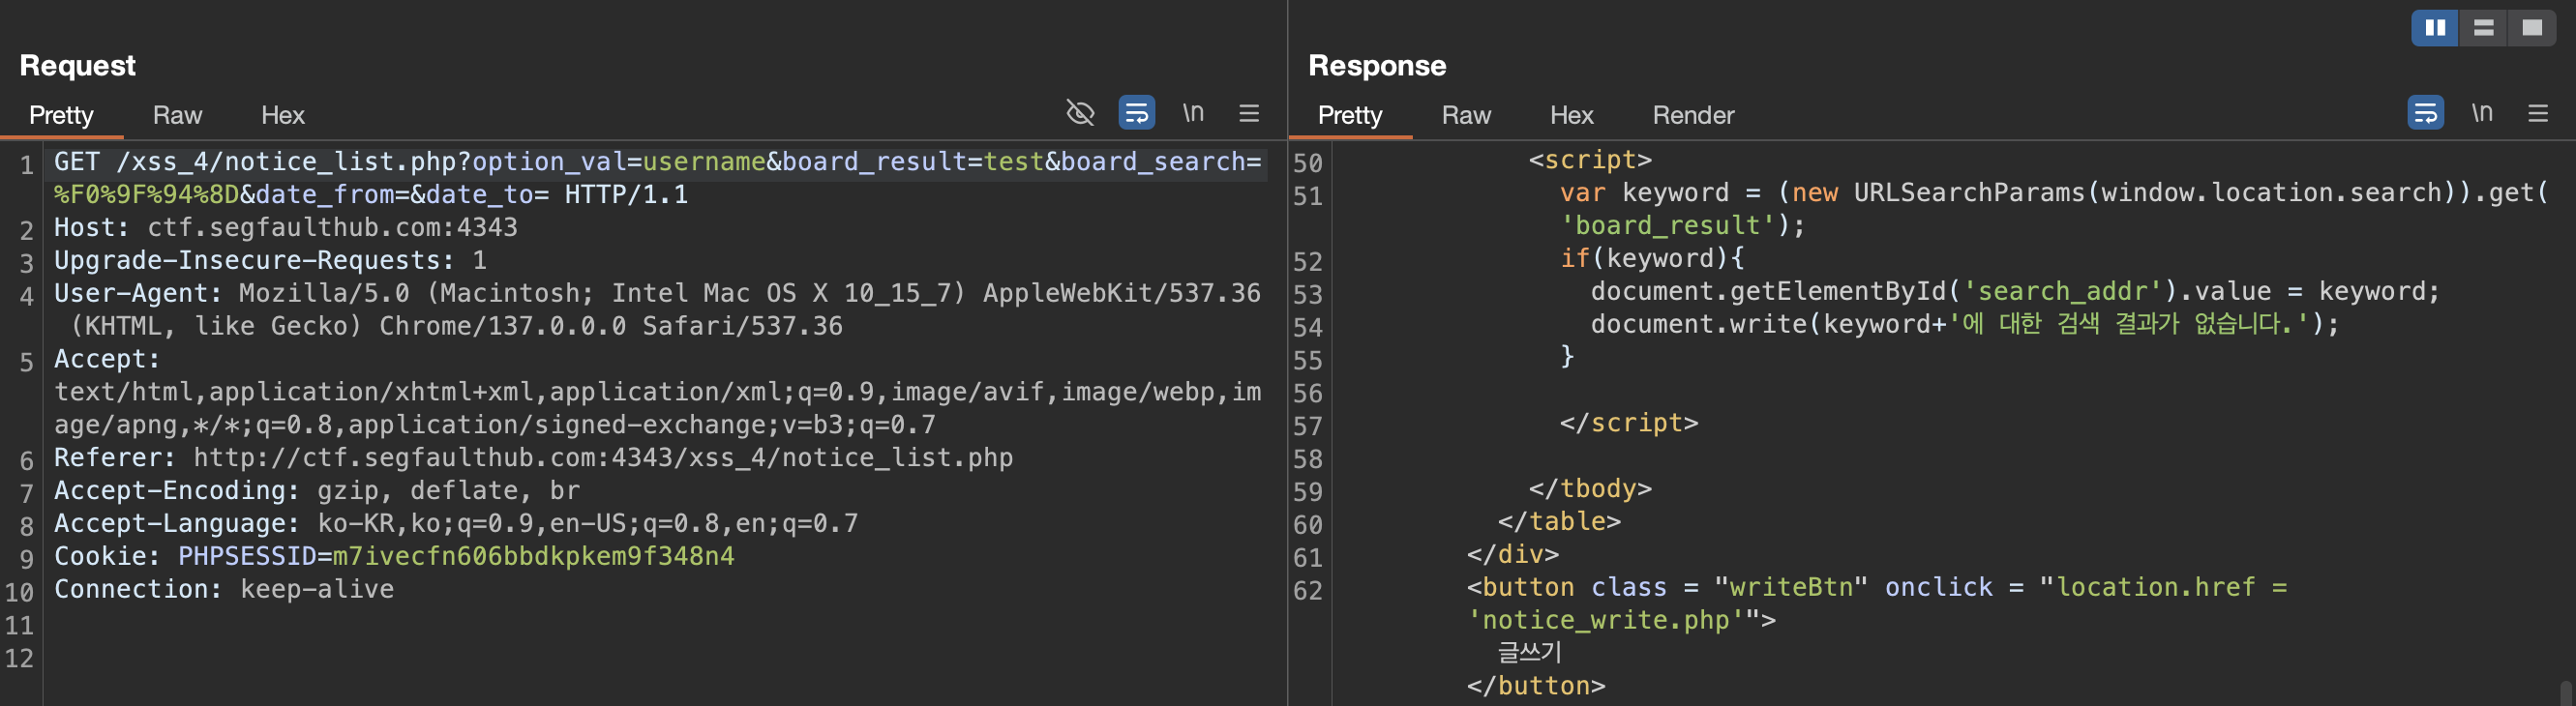 Request
Pretty Raw Hex \n
1 GET /xss_4/notice_list.php?option_val=username&board_result=test&board_search=
%F0%9F%94%8D&date_from=&date_to= HTTP/1.1
2 Host: ctf.segfaulthub.com:4343
3 Upgrade-Insecure-Requests: 1
4 User-Agent: Mozilla/5.0 (Macintosh; Intel Mac OS X 10_15_7) AppleWebKit/537.36
(KHTML, like Gecko) Chrome/137.0.0.0 Safari/537.36
5 Accept:
text/html,application/xhtml+xml,application/xml;q=0.9,image/avif,image/webp,im
age/apng,*/*;q=0.8,application/signed-exchange;v=b3;q=0.7
6 Referer: http://ctf.segfaulthub.com:4343/xss_4/notice_list.php
7 Accept-Encoding: gzip, deflate, br
8 Accept-Language: ko-KR,ko;q=0.9,en-US;q=0.8,en;q=0.7
9 Cookie: PHPSESSID=m7ivecfn606bbdkpkem9f348n4
10 Connection: keep-alive
11
12
Response
Pretty Raw Hex Render \n
50 <script>
51 var keyword = (new URLSearchParams(window.location.search)).get(
'board_result');
52 if(keyword){
53 document.getElementById('search_addr').value = keyword;
54 document.write(keyword+'에 대한 검색 결과가 없습니다.');
55 }
56
57 </script>
58
59 </tbody>
60 </table>
61 </div>
62 <button class = "writeBtn" onclick = "location.href =
'notice_write.php'">
글쓰기
</button>